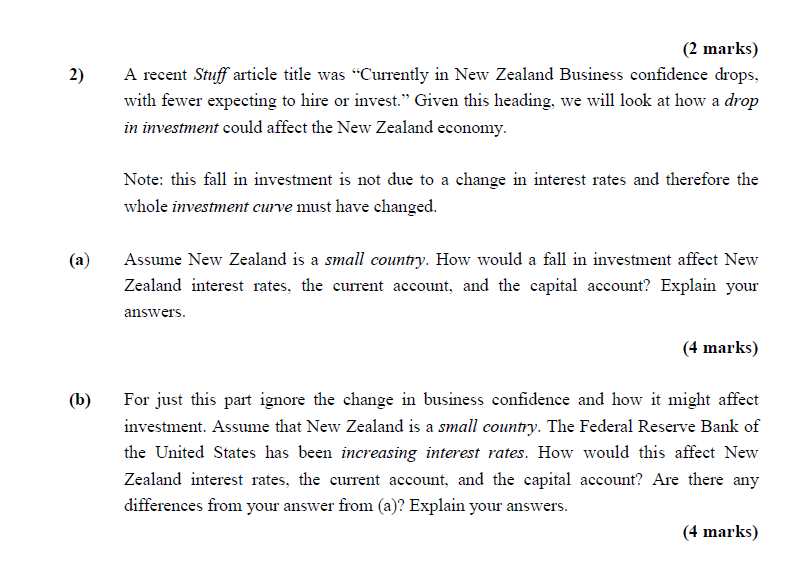 (2 marks)
2) A recent Stuff article title was “Currently in New Zealand Business confidence drops,
with fewer expecting to hire or invest.” Given this heading, we will look at how a drop
in investment could affect the New Zealand economy.
Note: this fall in investment is not due to a change in interest rates and therefore the
whole investment curve must have changed.
(a) Assume New Zealand is a small country. How would a fall in investment affect New
Zealand interest rates, the current account, and the capital account? Explain your
answers.
(4 marks)
(b) For just this part ignore the change in business confidence and how it might affect
investment. Assume that New Zealand is a small country. The Federal Reserve Bank of
the United States has been increasing interest rates. How would this affect New
Zealand interest rates, the current account, and the capital account? Are there any
differences from your answer from (a)? Explain your answers.
(4 marks)